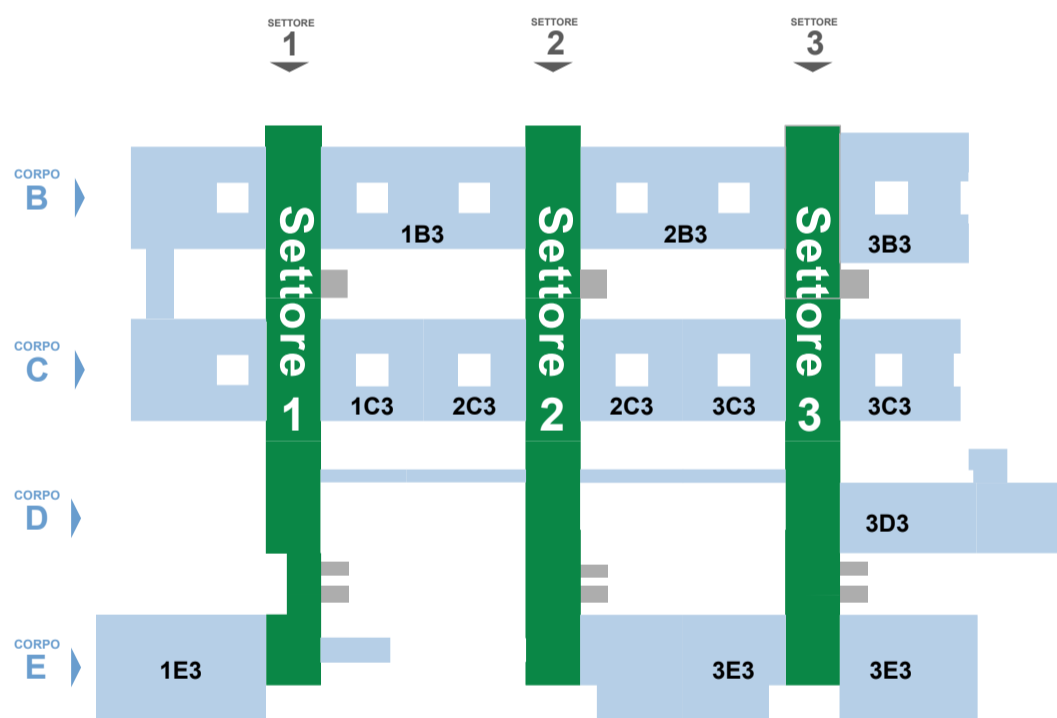 SETTORE
1
SETTORE
2
SETTORE
3
CORPO
B
1B3
2B3
3B3
Settore 1
Settore 2
Settore 3
CORPO
C
1C3
2C3
2C3
3C3
3C3
CORPO
D
3D3
CORPO
E
1E3
3E3
3E3